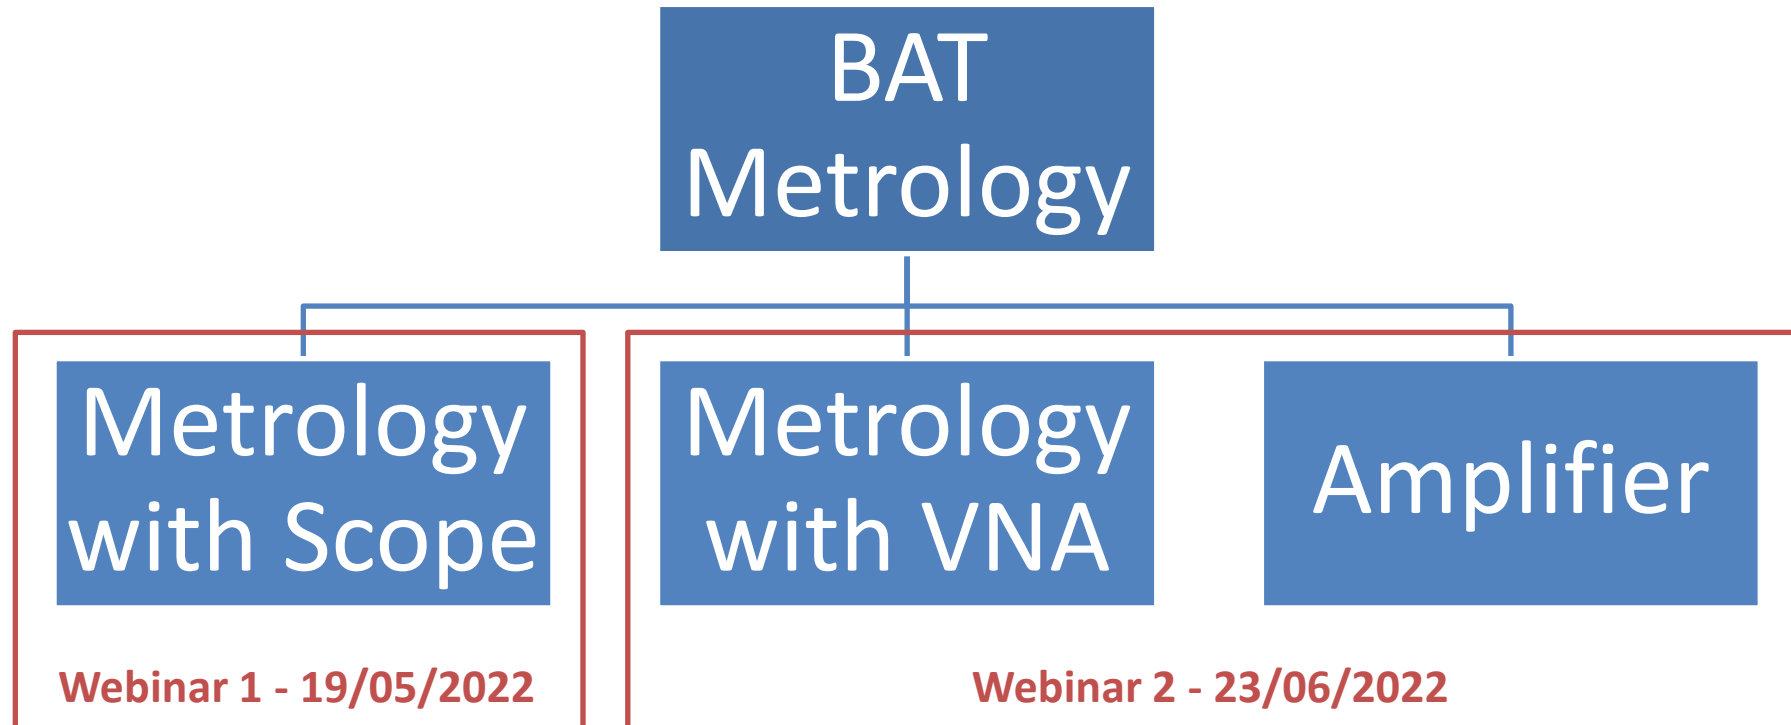 BAT
Metrology
Metrology
with Scope
Metrology
with VNA
Amplifier
Webinar 1 - 19/05/2022
Webinar 2 - 23/06/2022